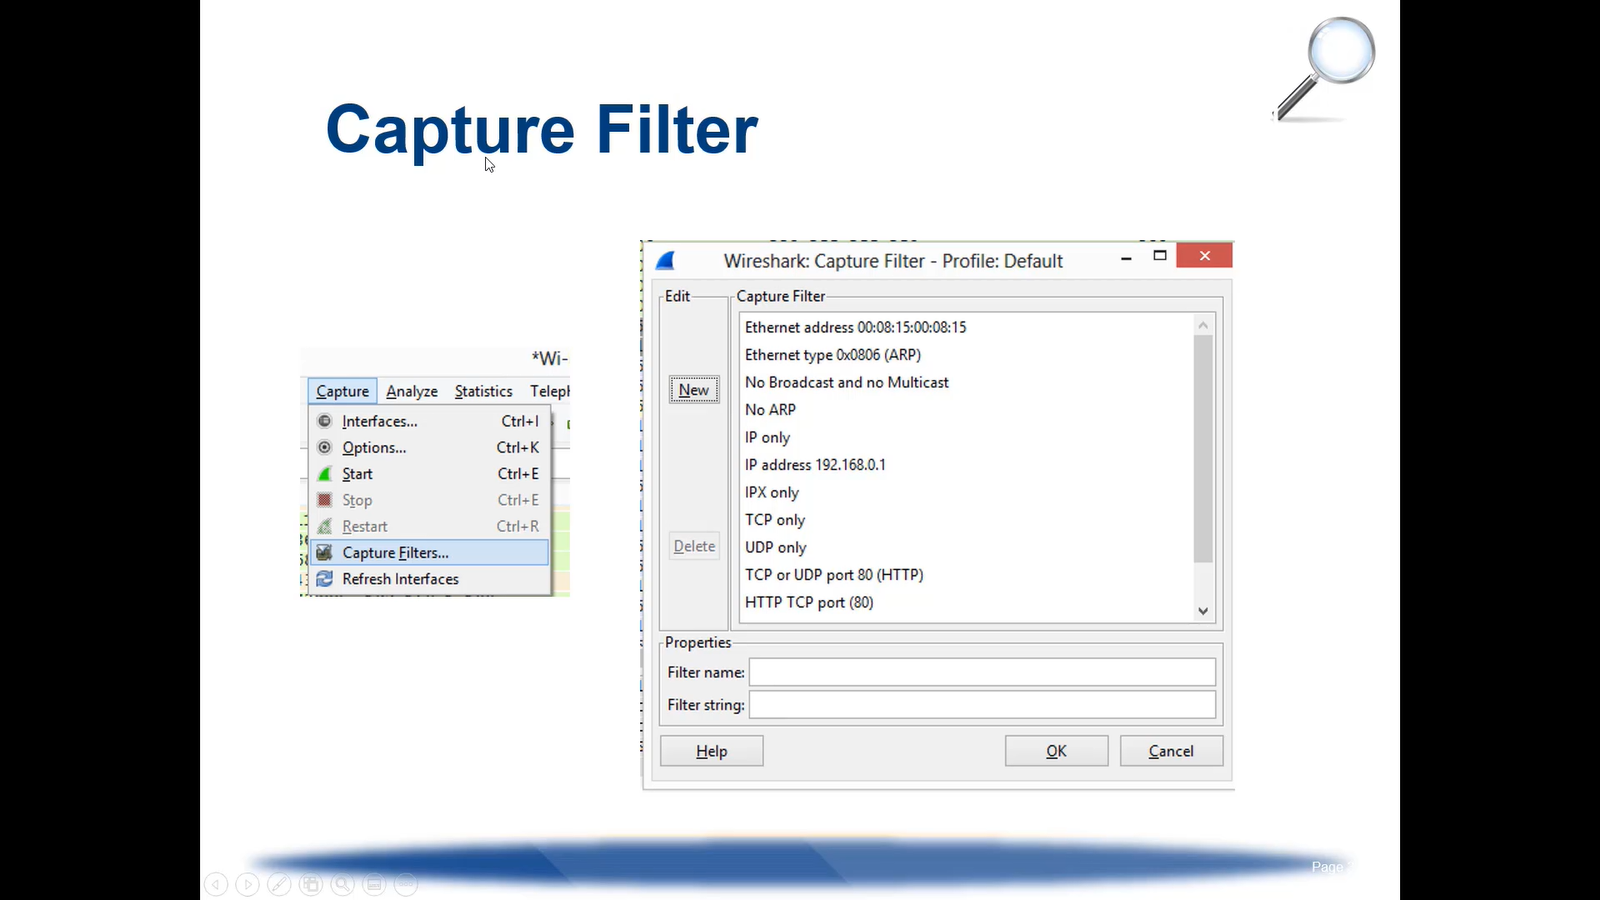 Capture Filter
*Wi-
Capture Analyze Statistics
Interfaces... Ctrl+I
Options... Ctrl+K
Start Ctrl+E
Stop Ctrl+E
Restart Ctrl+R
Capture Filters...
Refresh Interfaces
Wireshark: Capture Filter - Profile: Default
Edit
New
Delete
Capture Filter
Ethernet address 00:08:15:00:08:15
Ethernet type 0x0806 (ARP)
No Broadcast and no Multicast
No ARP
IP only
IP address 192.168.0.1
IPX only
TCP only
UDP only
TCP or UDP port 80 (HTTP)
HTTP TCP port (80)
Properties
Filter name:
Filter string:
Help OK Cancel
Page